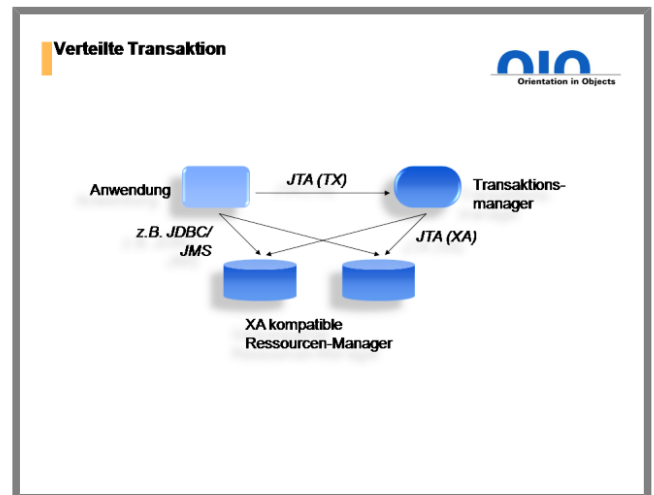 Verteilte Transaktion
Orientation in Objects
JTA (TX)
Anwendung
Transaktions-
manager
z.B. JDBC/
JMS
JTA (XA)
XA kompatible
Ressourcen-Manager